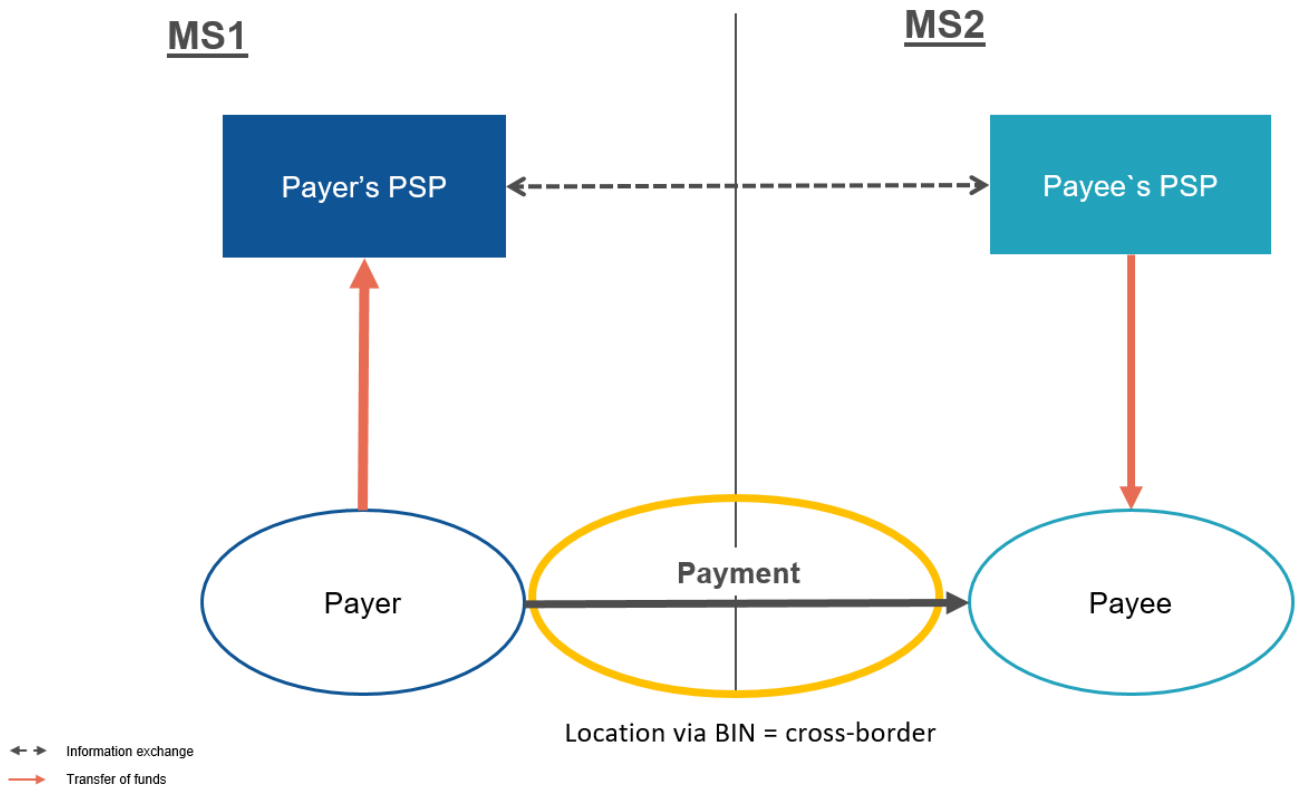 MS1
MS2
Payer’s PSP
Payee`s PSP
Payment
Payer
Payee
Location via BIN = cross-border
Information exchange
Transfer of funds